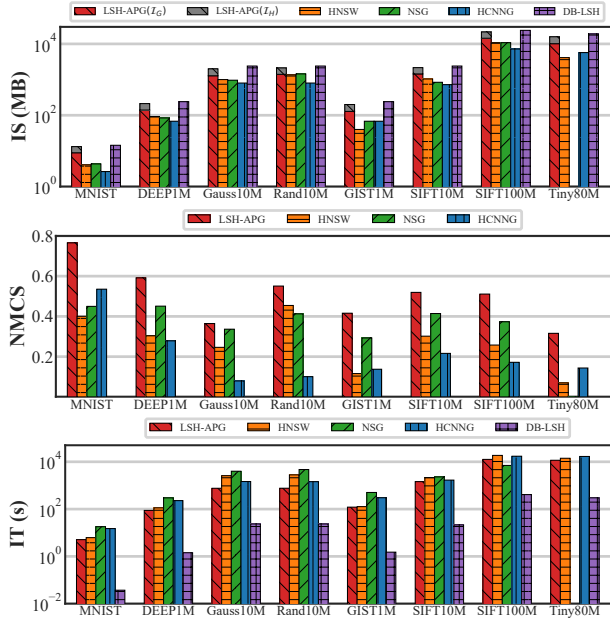 LSH-APG(I_G) LSH-APG(I_H) HNSW NSG HCNNG DB-LSH
IS (MB)
10^4
10^2
10^0
MNIST DEEP1M Gauss10M Rand10M GIST1M SIFT10M SIFT100M Tiny80M
LSH-APG HNSW NSG HCNNG
NMCS
0.8
0.6
0.4
0.2
MNIST DEEP1M Gauss10M Rand10M GIST1M SIFT10M SIFT100M Tiny80M
LSH-APG HNSW NSG HCNNG DB-LSH
IT (s)
10^4
10^2
10^0
10^−2
MNIST DEEP1M Gauss10M Rand10M GIST1M SIFT10M SIFT100M Tiny80M